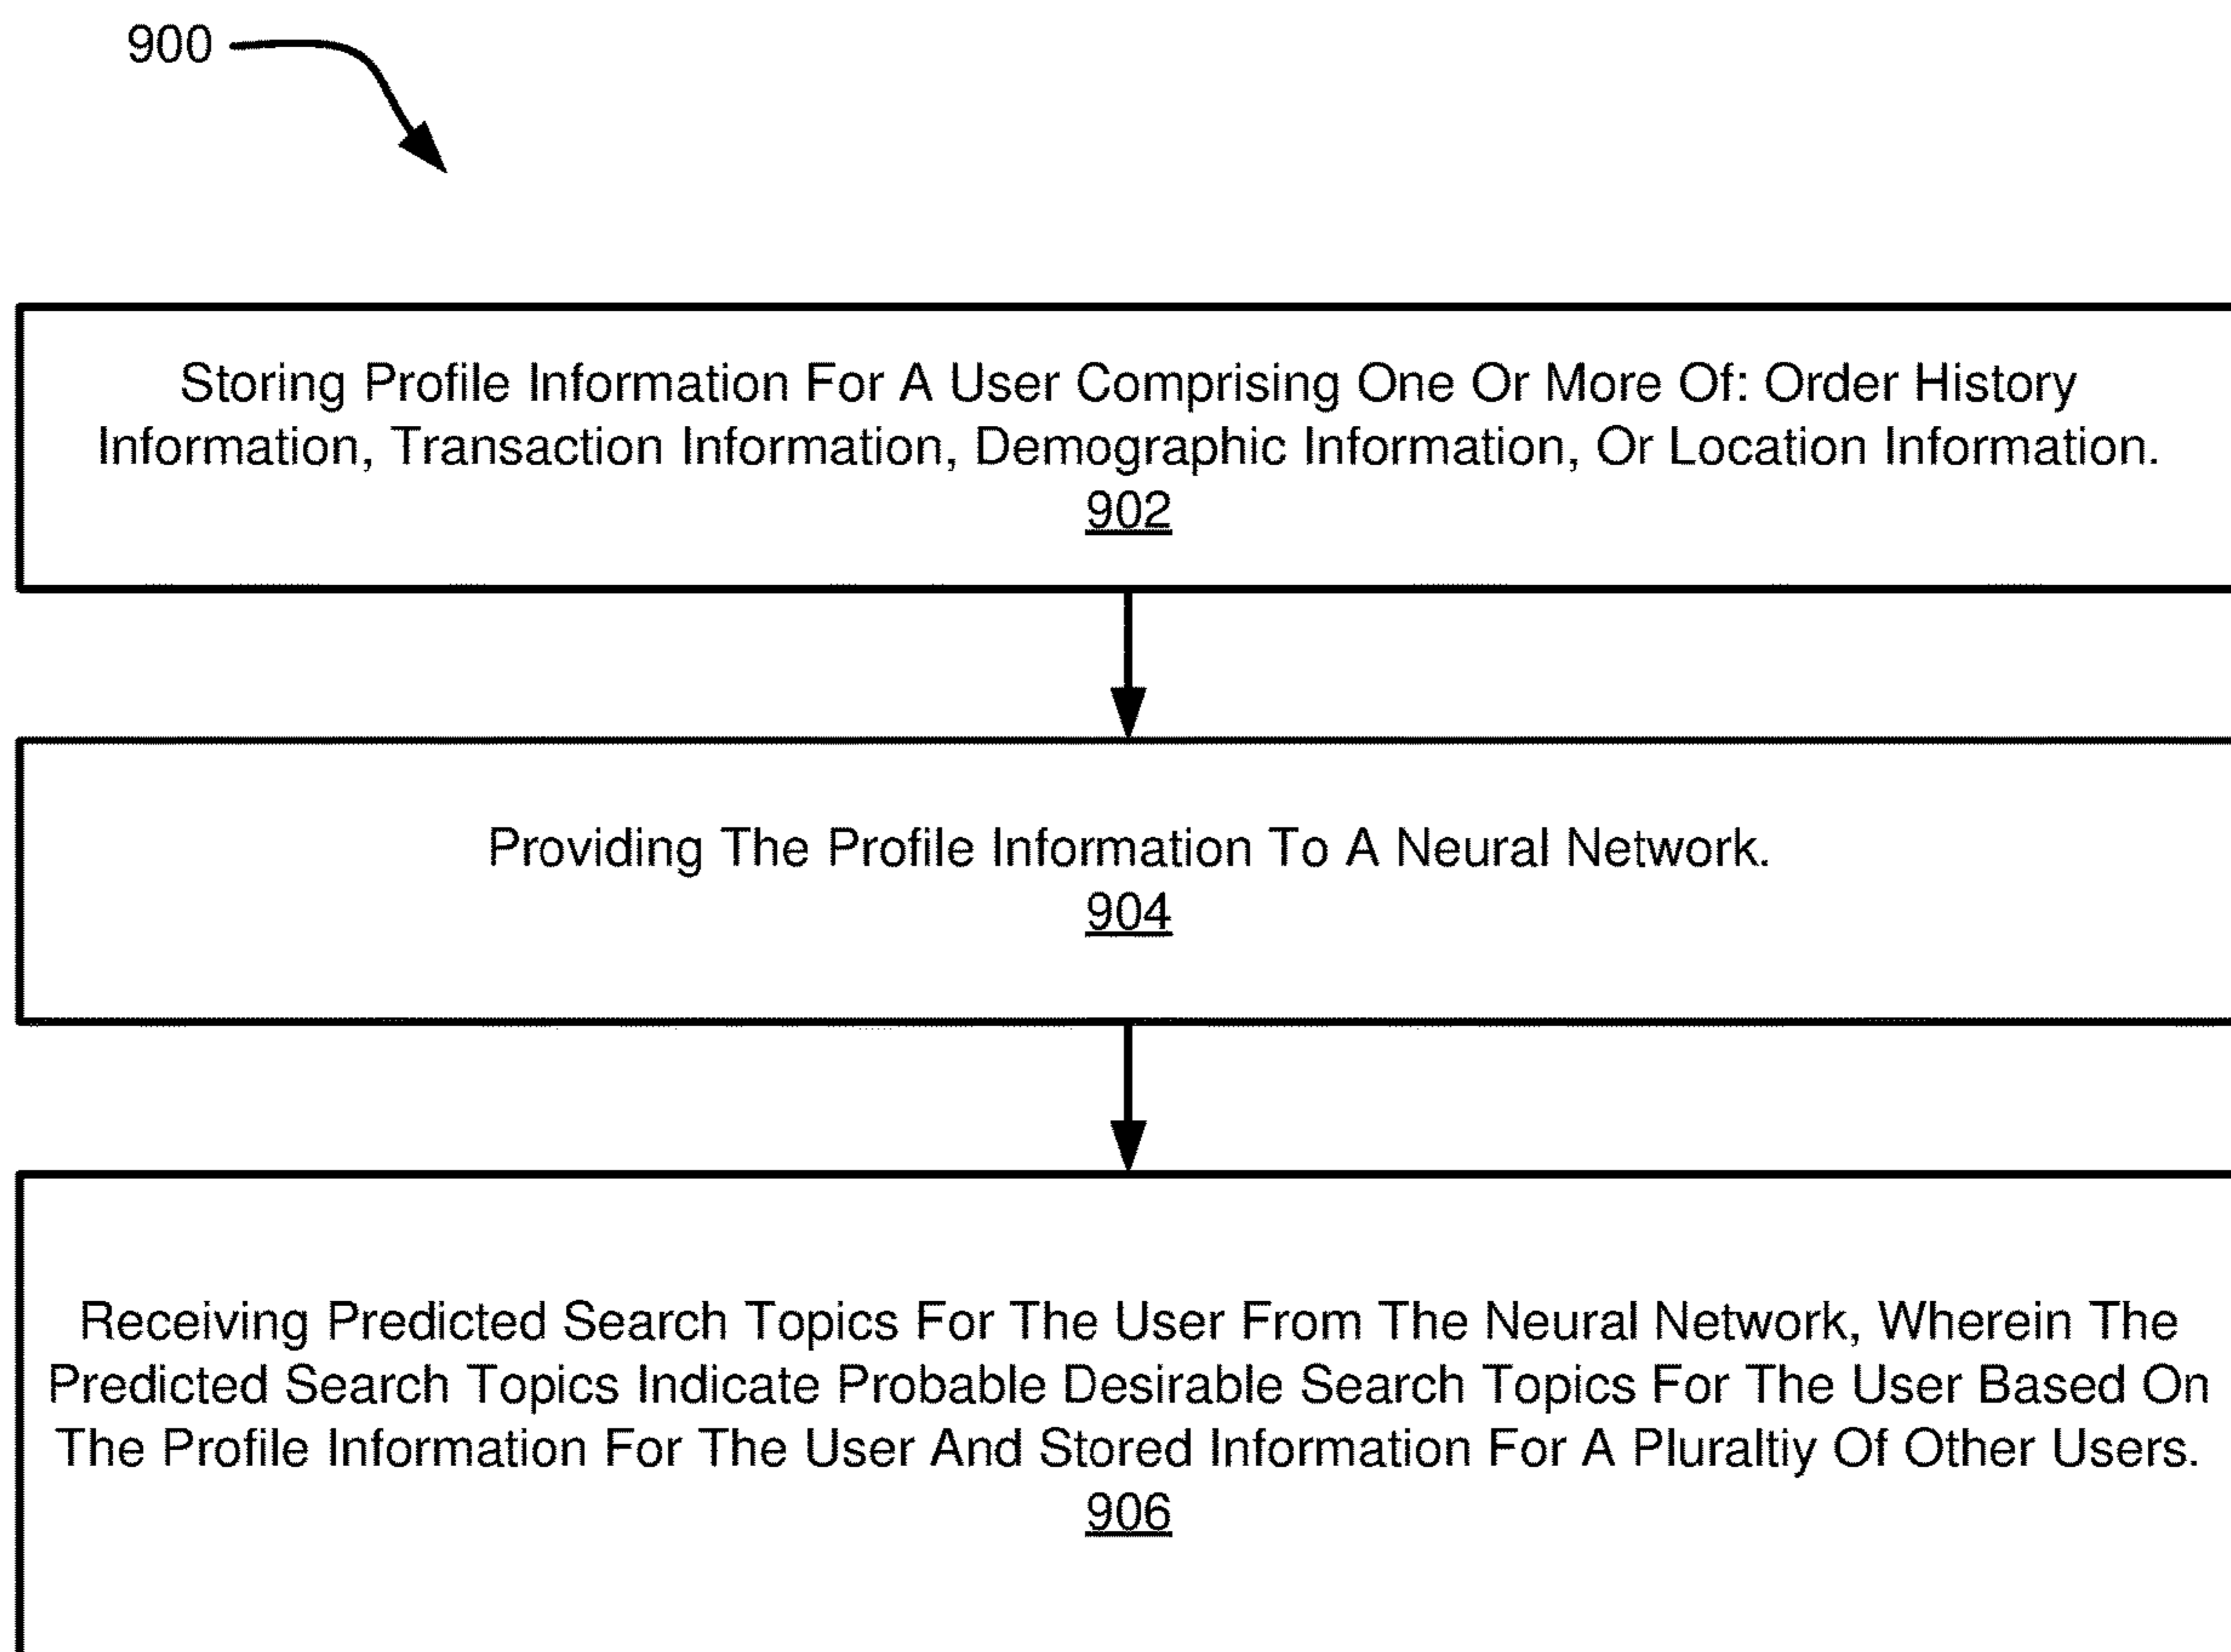 900
Storing Profile Information For A User Comprising One Or More Of: Order History
Information, Transaction Information, Demographic Information, Or Location Information.
902
Providing The Profile Information To A Neural Network.
904
Receiving Predicted Search Topics For The User From The Neural Network, Wherein The
Predicted Search Topics Indicate Probable Desirable Search Topics For The User Based On
The Profile Information For The User And Stored Information For A Pluraltiy Of Other Users.
906